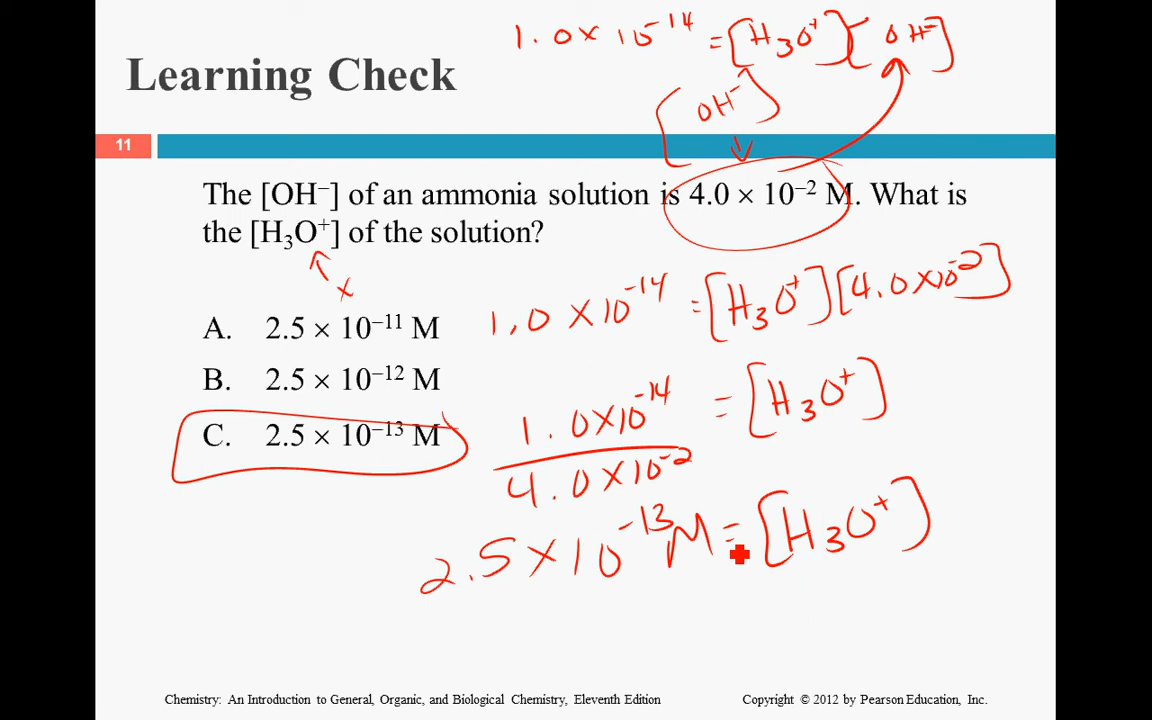 1.0 × 10⁻¹⁴ = [H₃O⁺][OH⁻]
Learning Check
[OH⁻]
11
The [OH⁻] of an ammonia solution is 4.0 × 10⁻² M. What is
the [H₃O⁺] of the solution?
x
1.0 × 10⁻¹⁴ = [H₃O⁺][4.0×10⁻²]
A. 2.5 × 10⁻¹¹ M
B. 2.5 × 10⁻¹² M
1.0×10⁻¹⁴ = [H₃O⁺]
C. 2.5 × 10⁻¹³ M
4.0×10⁻²
2.5×10⁻¹³ M = [H₃O⁺]
Chemistry: An Introduction to General, Organic, and Biological Chemistry, Eleventh Edition
Copyright © 2012 by Pearson Education, Inc.